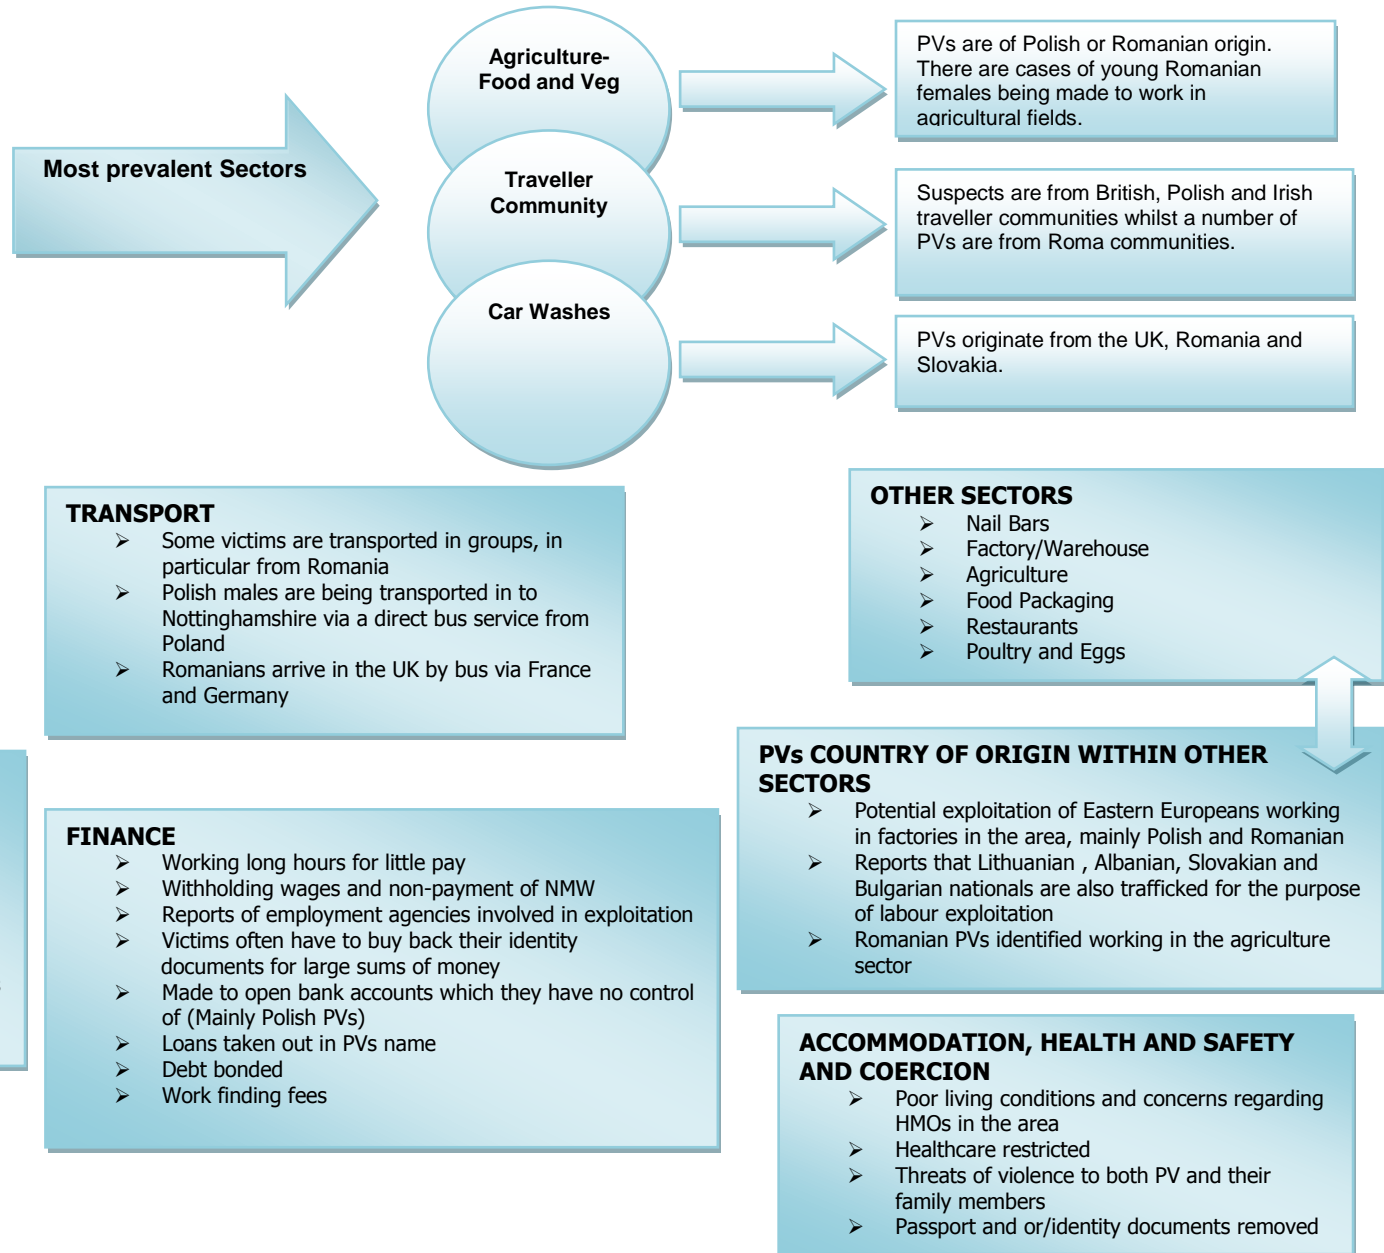 Most prevalent Sectors
Agriculture-
Food and Veg
PVs are of Polish or Romanian origin.
There are cases of young Romanian
females being made to work in
agricultural fields.
Traveller
Community
Suspects are from British, Polish and Irish
traveller communities whilst a number of
PVs are from Roma communities.
Car Washes
PVs originate from the UK, Romania and
Slovakia.
TRANSPORT
➢ Some victims are transported in groups, in
particular from Romania
➢ Polish males are being transported in to
Nottinghamshire via a direct bus service from
Poland
➢ Romanians arrive in the UK by bus via France
and Germany
OTHER SECTORS
➢ Nail Bars
➢ Factory/Warehouse
➢ Agriculture
➢ Food Packaging
➢ Restaurants
➢ Poultry and Eggs
FINANCE
➢ Working long hours for little pay
➢ Withholding wages and non-payment of NMW
➢ Reports of employment agencies involved in exploitation
➢ Victims often have to buy back their identity
documents for large sums of money
➢ Made to open bank accounts which they have no control
of (Mainly Polish PVs)
➢ Loans taken out in PVs name
➢ Debt bonded
➢ Work finding fees
PVs COUNTRY OF ORIGIN WITHIN OTHER
SECTORS
➢ Potential exploitation of Eastern Europeans working
in factories in the area, mainly Polish and Romanian
➢ Reports that Lithuanian , Albanian, Slovakian and
Bulgarian nationals are also trafficked for the purpose
of labour exploitation
➢ Romanian PVs identified working in the agriculture
sector
ACCOMMODATION, HEALTH AND SAFETY
AND COERCION
➢ Poor living conditions and concerns regarding
HMOs in the area
➢ Healthcare restricted
➢ Threats of violence to both PV and their
family members
➢ Passport and or/identity documents removed